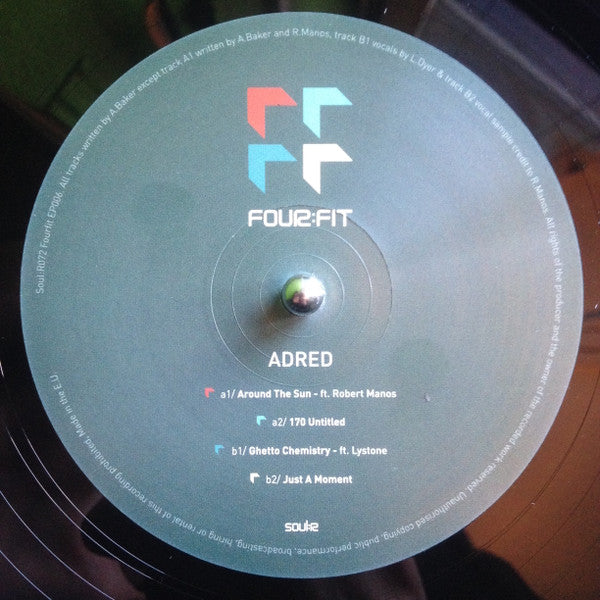 Soul:R072 Fourfit EP006. All tracks written by A.Baker except track A1 written by A.Baker and R.Manos, track B1 vocals by L.Dyer & track B2 vocal sample credit to R.Manos. All rights of the producer and the owner of the recorded work reserved. Unauthorised copying, public performance, broadcasting, hiring or rental of this recording prohibited. Made in the E.U.
FOUR:FIT
ADRED
a1/ Around The Sun - ft. Robert Manos
a2/ 170 Untitled
b1/ Ghetto Chemistry - ft. Lystone
b2/ Just A Moment
SOUL:R